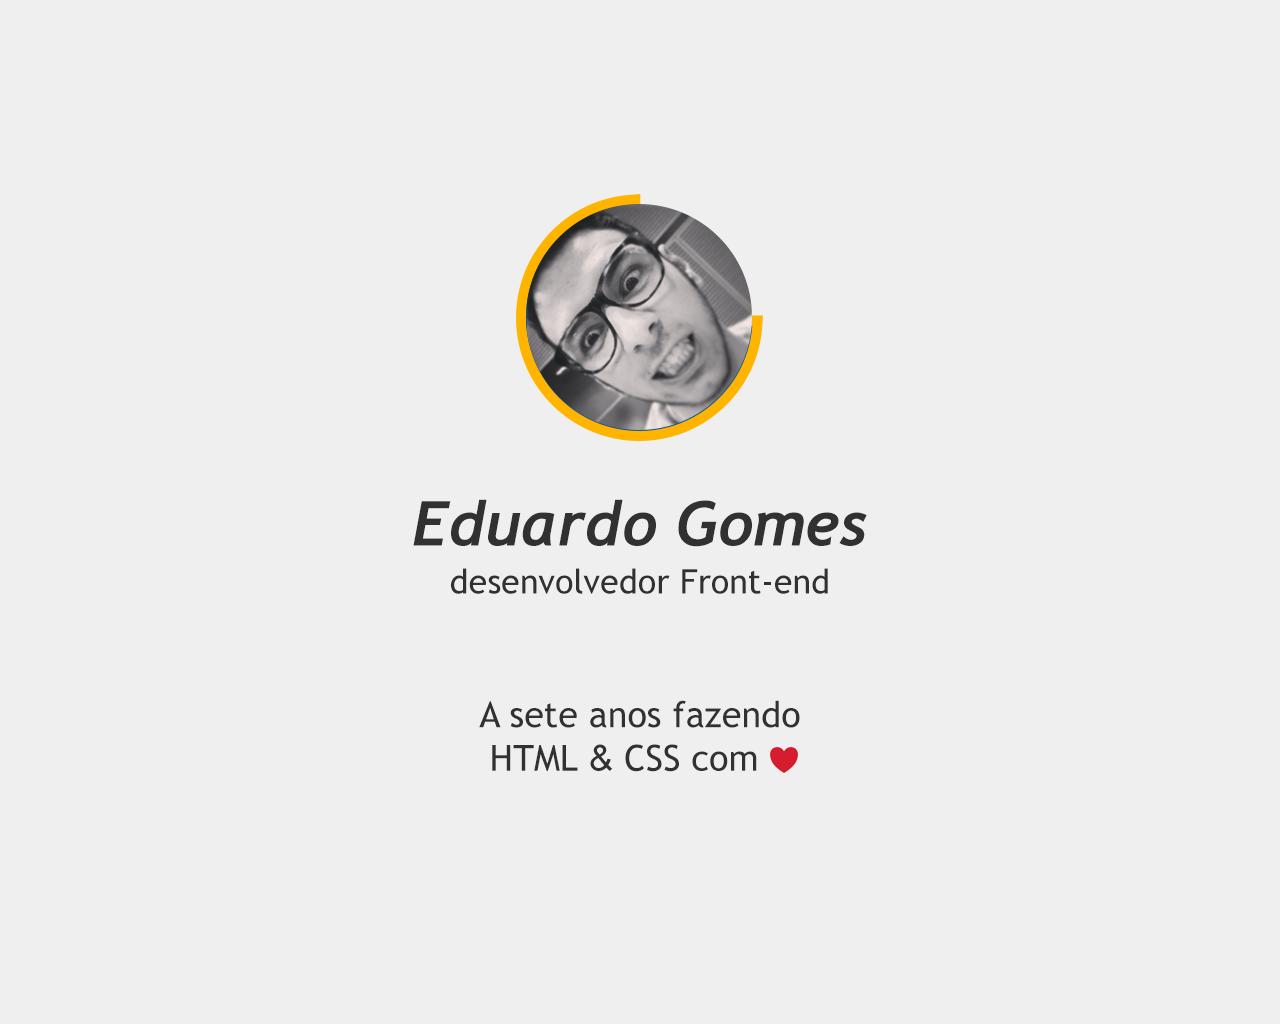 Eduardo Gomes
desenvolvedor Front-end
A sete anos fazendo
HTML & CSS com ❤